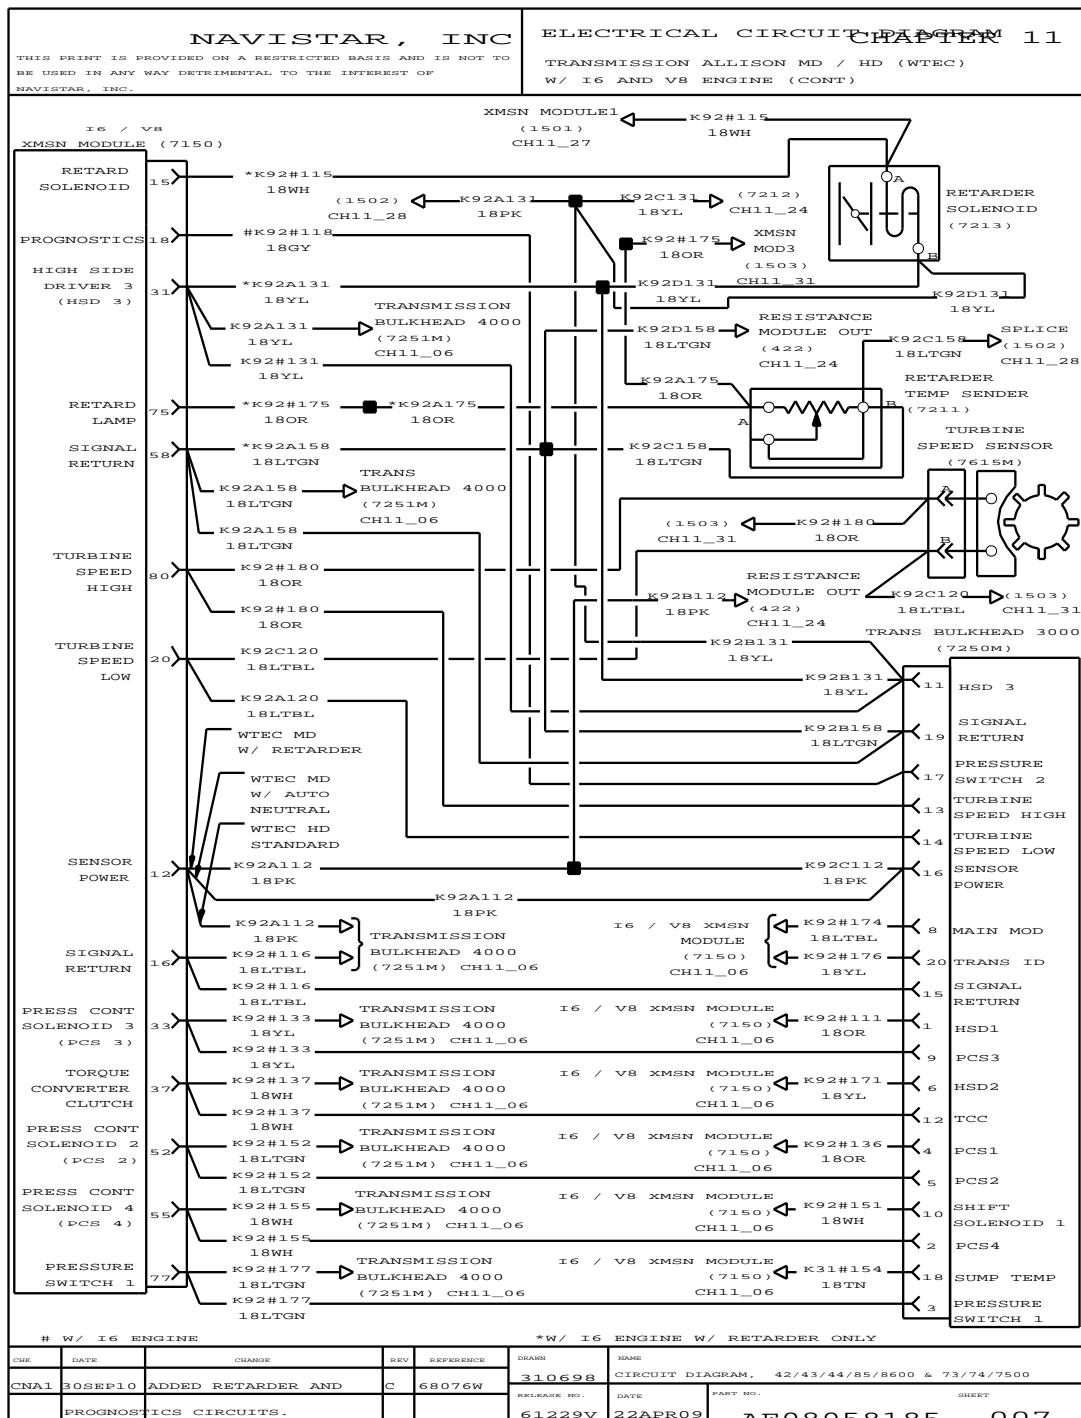 NAVISTAR, INC
THIS PRINT IS PROVIDED ON A RESTRICTED BASIS AND IS NOT TO
BE USED IN ANY WAY DETRIMENTAL TO THE INTEREST OF
NAVISTAR, INC.
ELECTRICAL CIRCUIT DIAGRAM
CHAPTER 11
TRANSMISSION ALLISON MD / HD (WTEC)
W/ I6 AND V8 ENGINE (CONT)
I6 / V8
XMSN MODULE (7150)
RETARD
SOLENOID
15
*K92#115
18WH
PROGNOSTICS
18
#K92#118
18GY
HIGH SIDE
DRIVER 3
(HSD 3)
31
*K92A131
18YL
K92A131
18YL
TRANSMISSION
BULKHEAD 4000
(7251M)
CH11_06
K92#131
18YL
RETARD
LAMP
75
*K92#175
18OR
*K92A175
18OR
SIGNAL
RETURN
58
*K92A158
18LTGN
K92A158
18LTGN
TRANS
BULKHEAD 4000
(7251M)
CH11_06
K92A158
18LTGN
TURBINE
SPEED
HIGH
80
K92#180
18OR
K92#180
18OR
TURBINE
SPEED
LOW
20
K92C120
18LTBL
K92A120
18LTBL
WTEC MD
W/ RETARDER
WTEC MD
W/ AUTO
NEUTRAL
WTEC HD
STANDARD
SENSOR
POWER
12
K92A112
18PK
K92A112
18PK
K92A112
18PK
SIGNAL
RETURN
16
K92#116
18LTBL
TRANSMISSION
BULKHEAD 4000
(7251M) CH11_06
K92#116
18LTBL
PRESS CONT
SOLENOID 3
(PCS 3)
33
K92#133
18YL
TRANSMISSION
BULKHEAD 4000
(7251M) CH11_06
K92#133
18YL
TORQUE
CONVERTER
CLUTCH
37
K92#137
18WH
TRANSMISSION
BULKHEAD 4000
(7251M) CH11_06
K92#137
18WH
PRESS CONT
SOLENOID 2
(PCS 2)
52
K92#152
18LTGN
TRANSMISSION
BULKHEAD 4000
(7251M) CH11_06
K92#152
18LTGN
PRESS CONT
SOLENOID 4
(PCS 4)
55
K92#155
18WH
TRANSMISSION
BULKHEAD 4000
(7251M) CH11_06
K92#155
18WH
PRESSURE
SWITCH 1
77
K92#177
18LTGN
TRANSMISSION
BULKHEAD 4000
(7251M) CH11_06
K92#177
18LTGN
XMSN MODULE1
(1501)
CH11_27
K92#115
18WH
(1502)
CH11_28
K92A131
18PK
K92C131
18YL
(7212)
CH11_24
K92#175
18OR
XMSN
MOD3
(1503)
CH11_31
K92D131
18YL
A
B
RETARDER
SOLENOID
(7213)
K92D131
18YL
K92D158
18LTGN
RESISTANCE
MODULE OUT
(422)
CH11_24
K92C158
18LTGN
SPLICE
(1502)
CH11_28
K92A175
18OR
A
B
RETARDER
TEMP SENDER
(7211)
K92C158
18LTGN
TURBINE
SPEED SENSOR
(7615M)
A
B
(1503)
CH11_31
K92#180
18OR
K92B112
18PK
RESISTANCE
MODULE OUT
(422)
CH11_24
K92C120
18LTBL
(1503)
CH11_31
K92B131
18YL
TRANS BULKHEAD 3000
(7250M)
K92B131
18YL
11
HSD 3
K92B158
18LTGN
19
SIGNAL
RETURN
17
PRESSURE
SWITCH 2
13
TURBINE
SPEED HIGH
14
TURBINE
SPEED LOW
K92C112
18PK
16
SENSOR
POWER
I6 / V8 XMSN
MODULE
(7150)
CH11_06
K92#174
18LTBL
8
MAIN MOD
K92#176
18YL
20
TRANS ID
15
SIGNAL
RETURN
I6 / V8 XMSN MODULE
(7150)
CH11_06
K92#111
18OR
1
HSD1
9
PCS3
I6 / V8 XMSN MODULE
(7150)
CH11_06
K92#171
18YL
6
HSD2
12
TCC
I6 / V8 XMSN MODULE
(7150)
CH11_06
K92#136
18OR
4
PCS1
5
PCS2
I6 / V8 XMSN MODULE
(7150)
CH11_06
K92#151
18WH
10
SHIFT
SOLENOID 1
2
PCS4
I6 / V8 XMSN MODULE
(7150)
CH11_06
K31#154
18TN
18
SUMP TEMP
3
PRESSURE
SWITCH 1
# W/ I6 ENGINE
*W/ I6 ENGINE W/ RETARDER ONLY
CHK DATE CHANGE REV REFERENCE
CNA1 30SEP10 ADDED RETARDER AND C 68076W
PROGNOSTICS CIRCUITS.
DRAWN
310698
NAME
CIRCUIT DIAGRAM, 42/43/44/85/8600 & 73/74/7500
RELEASE NO.
61229V
DATE
22APR09
PART NO.
AF08058185
SHEET
007